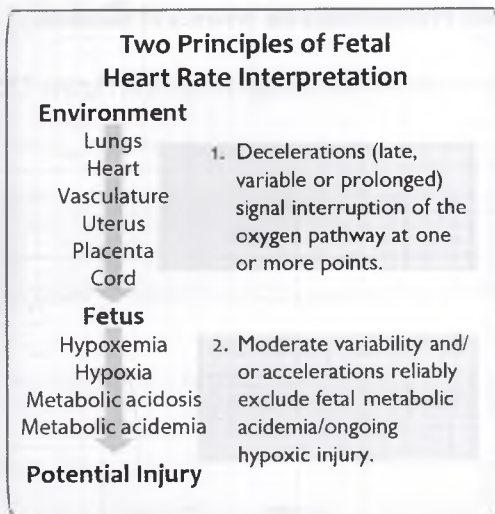 Two Principles of Fetal
Heart Rate Interpretation
Environment
Lungs
Heart
Vasculature
Uterus
Placenta
Cord
1. Decelerations (late,
variable or prolonged)
signal interruption of the
oxygen pathway at one
or more points.
Fetus
Hypoxemia
Hypoxia
Metabolic acidosis
Metabolic acidemia
2. Moderate variability and/
or accelerations reliably
exclude fetal metabolic
acidemia/ongoing
hypoxic injury.
Potential Injury